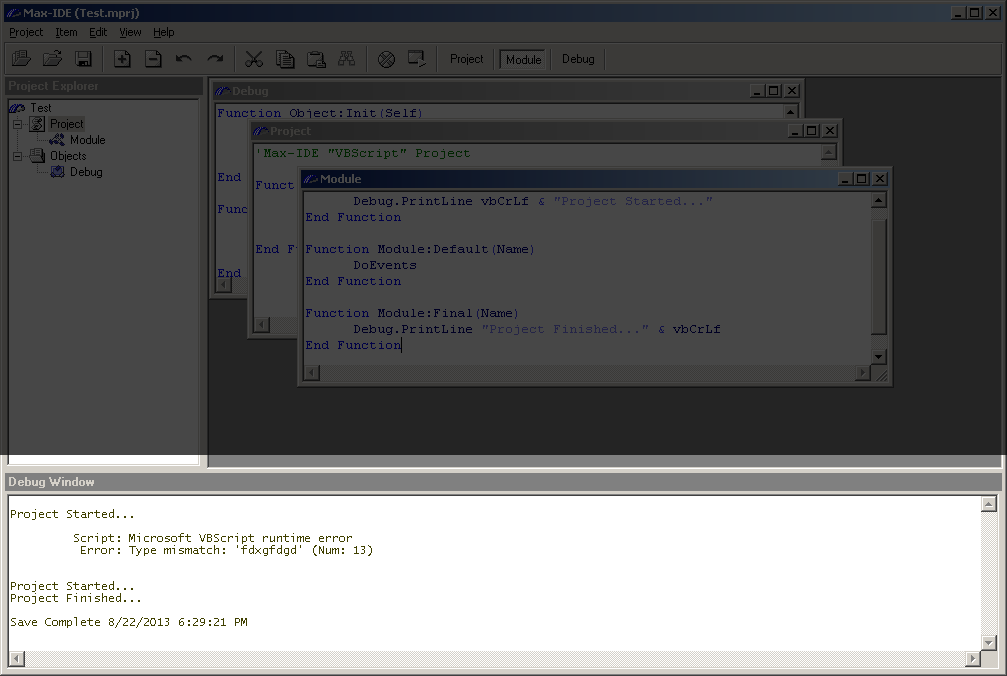 Max-IDE (Test.mprj)
Project Item Edit View Help
Project Module Debug
Project Explorer
Test
Project
Module
Objects
Debug
Debug
Function Object:Init(Self)
End
Func
End
Project
'Max-IDE "VBScript" Project
Funct
End F
Module
Debug.PrintLine vbCrLf & "Project Started..."
End Function
Function Module:Default(Name)
DoEvents
End Function
Function Module:Final(Name)
Debug.PrintLine "Project Finished..." & vbCrLf
End Function
Debug Window
Project Started...
Script: Microsoft VBScript runtime error
Error: Type mismatch: 'fdxgfdgd' (Num: 13)
Project Started...
Project Finished...
Save Complete 8/22/2013 6:29:21 PM